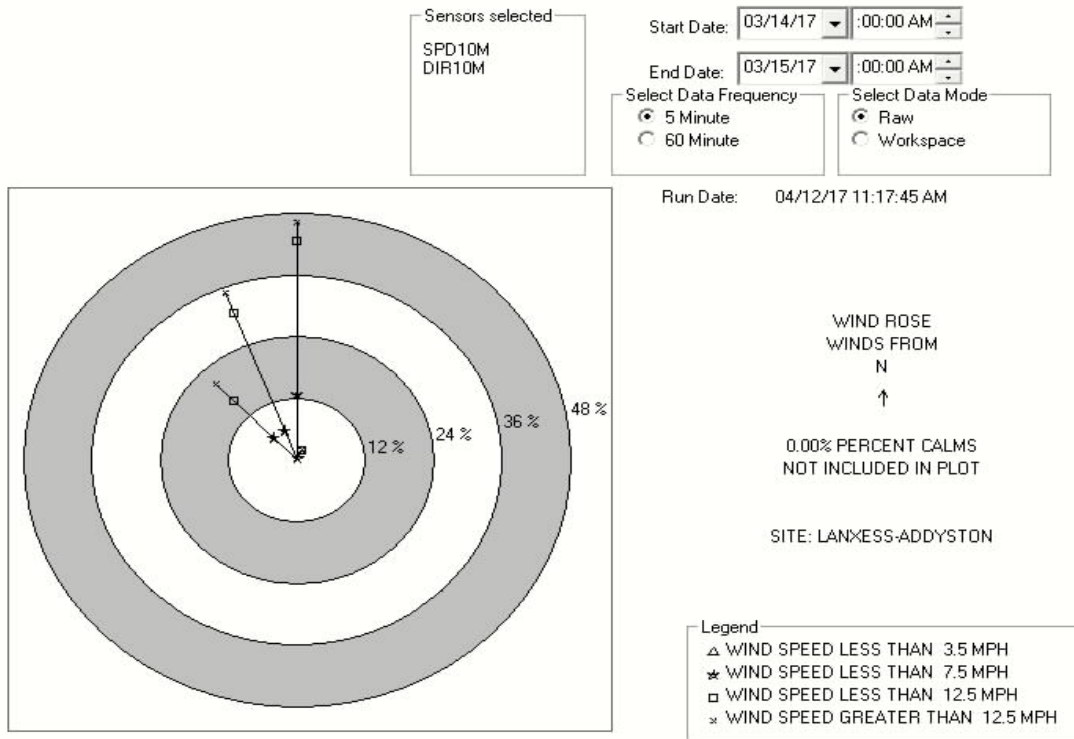 Sensors selected
SPD10M
DIR10M
Start Date: 03/14/17 :00:00 AM
End Date: 03/15/17 :00:00 AM
Select Data Frequency
5 Minute
60 Minute
Select Data Mode
Raw
Workspace
Run Date: 04/12/17 11:17:45 AM
12 %
24 %
36 %
48 %
WIND ROSE
WINDS FROM
N
0.00% PERCENT CALMS
NOT INCLUDED IN PLOT
SITE: LANXESS-ADDYSTON
Legend
WIND SPEED LESS THAN 3.5 MPH
WIND SPEED LESS THAN 7.5 MPH
WIND SPEED LESS THAN 12.5 MPH
WIND SPEED GREATER THAN 12.5 MPH